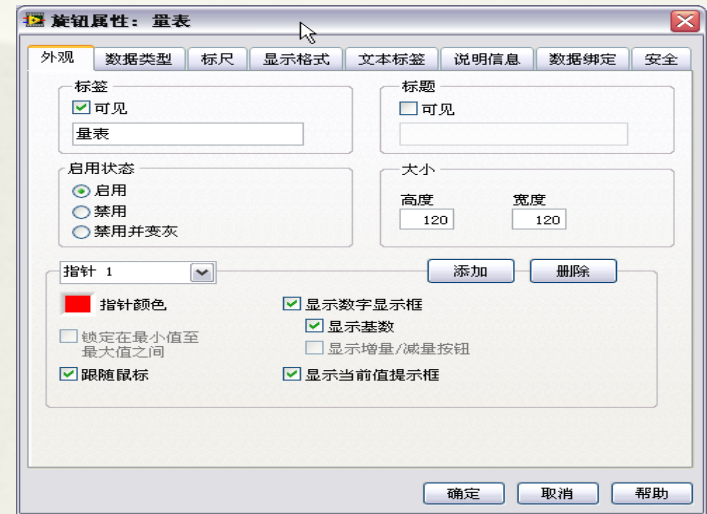 旋钮属性： 量表
外观 数据类型 标尺 显示格式 文本标签 说明信息 数据绑定 安全
标签 标题
可见 可见
量表
启用状态 大小
启用 高度 宽度
禁用 120 120
禁用并变灰
指针 1 添加 删除
指针颜色 显示数字显示框
锁定在最小值至 显示基数
最大值之间 显示增量/减量按钮
跟随鼠标 显示当前值提示框
确定 取消 帮助